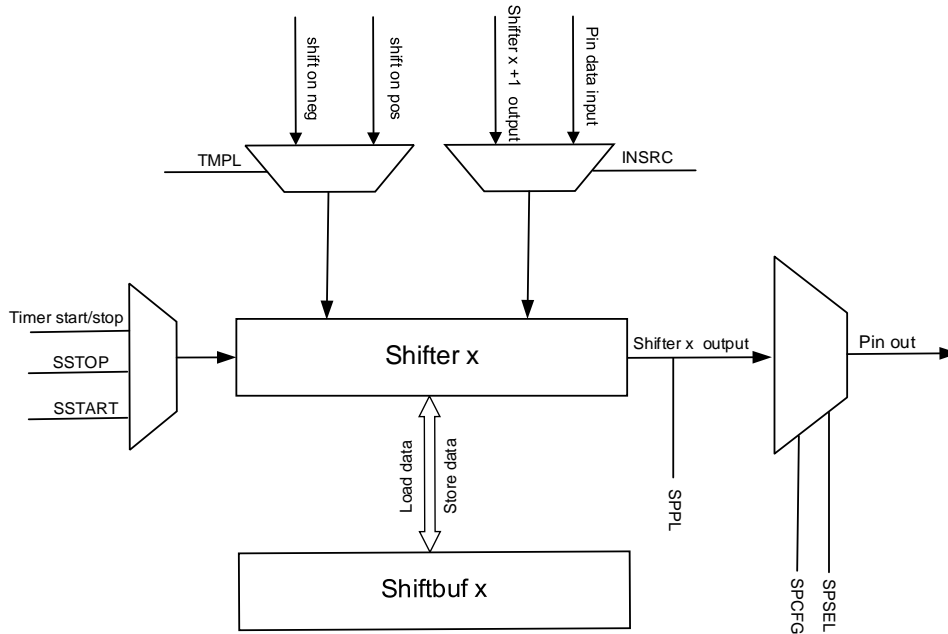 shift on neg
shift on pos
Shifter x +1 output
Pin data input
TMPL
INSRC
Timer start/stop
SSTOP
SSTART
Shifter x
Shifter x output
Pin out
Load data
Store data
SPPL
SPCFG
SPSEL
Shiftbuf x